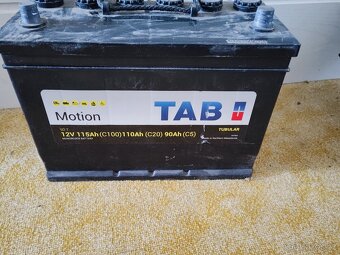 Motion
TAB
12V 115Ah (C100) 110Ah (C20) 90Ah (C5)
TUBULAR